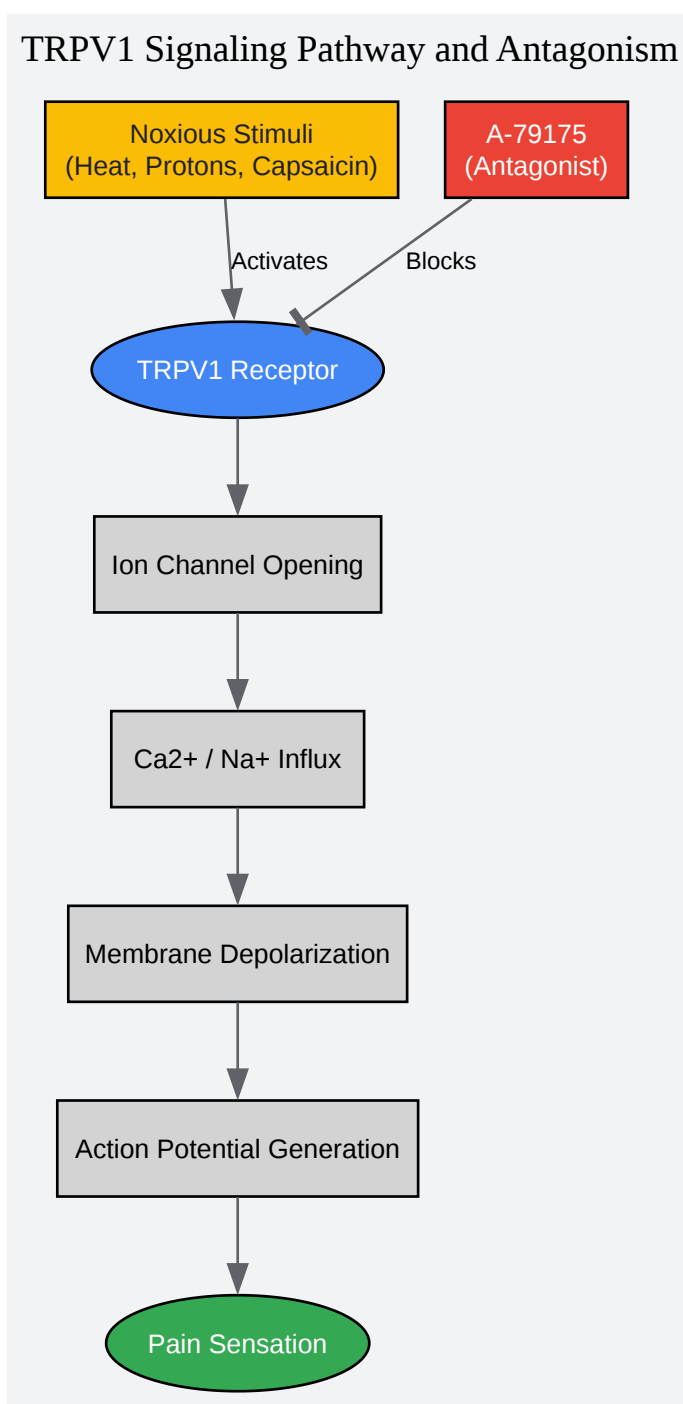 TRPV1 Signaling Pathway and Antagonism
Noxious Stimuli
(Heat, Protons, Capsaicin)
A-79175
(Antagonist)
Activates
Blocks
TRPV1 Receptor
Ion Channel Opening
Ca2+ / Na+ Influx
Membrane Depolarization
Action Potential Generation
Pain Sensation